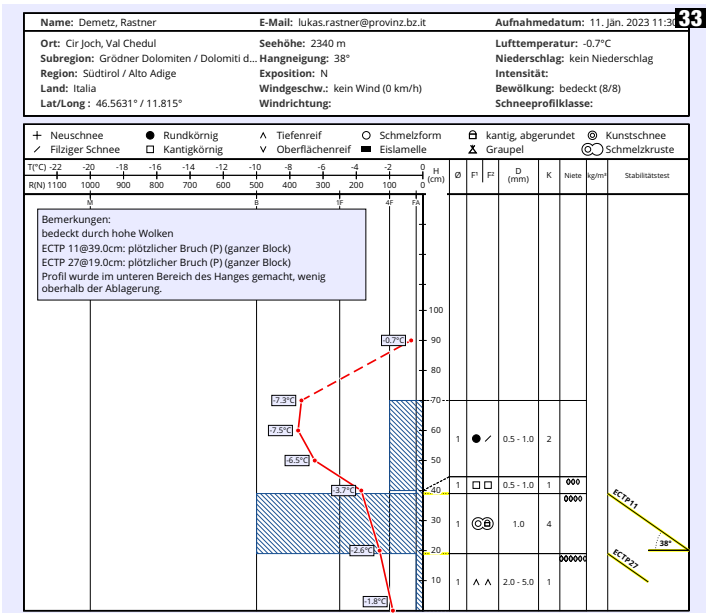 33
Name: Demetz, Rastner E-Mail: lukas.rastner@provinz.bz.it Aufnahmedatum: 11. Jän. 2023 11:30
Ort: Cir Joch, Val Chedul Seehöhe: 2340 m Lufttemperatur: -0.7°C
Subregion: Grödner Dolomiten / Dolomiti d... Hangneigung: 38° Niederschlag: kein Niederschlag
Region: Südtirol / Alto Adige Exposition: N Intensität:
Land: Italia Windgeschw.: kein Wind (0 km/h) Bewölkung: bedeckt (8/8)
Lat/Long : 46.5631° / 11.815° Windrichtung: Schneeprofilklasse:
Neuschnee Rundkörnig Tiefenreif Schmelzform kantig, abgerundet Kunstschnee
Filziger Schnee Kantigkörnig Oberflächenreif Eislamelle Graupel Schmelzkruste
T(°C) -22 -20 -18 -16 -14 -12 -10 -8 -6 -4 -2 0 H (cm) Ø F¹ F² D (mm) K Niete kg/m³ Stabilitätstest
R(N) 1100 1000 900 800 700 600 500 400 300 200 100 0
M B 1F 4F FA
Bemerkungen:
bedeckt durch hohe Wolken
ECTP 11@39.0cm: plötzlicher Bruch (P) (ganzer Block)
ECTP 27@19.0cm: plötzlicher Bruch (P) (ganzer Block)
Profil wurde im unteren Bereich des Hanges gemacht, wenig
oberhalb der Ablagerung.
100
-0.7°C 90
80
-7.3°C 70
-7.5°C 60
1 0.5 - 1.0 2
-6.5°C 50
-3.7°C 40 1 0.5 - 1.0 1
ECTP11
30 1 1.0 4
38°
-2.6°C 20
ECTP27
10 1 2.0 - 5.0 1
-1.8°C